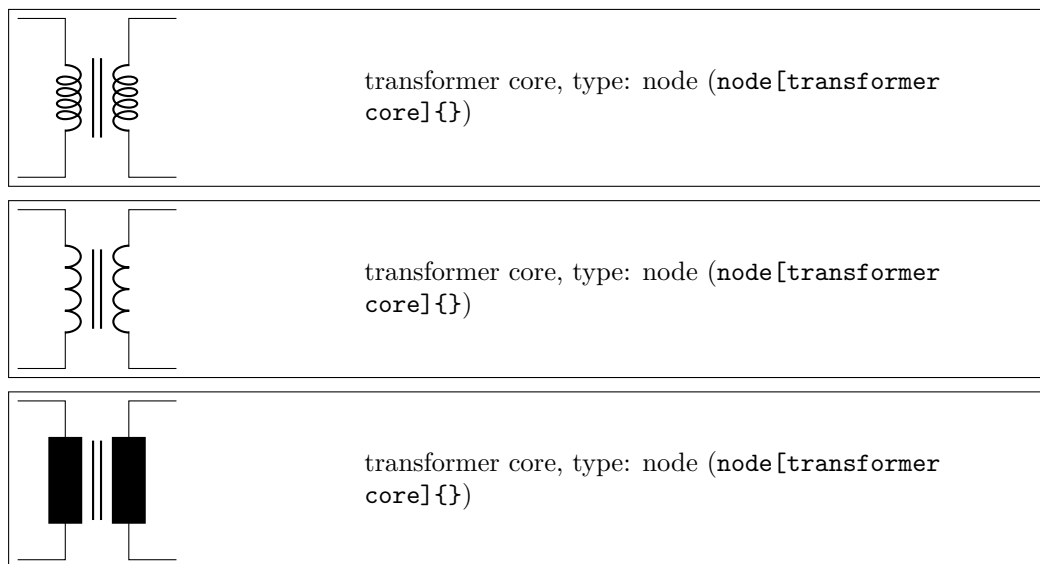 transformer core, type: node (node[transformer
core]{})
transformer core, type: node (node[transformer
core]{})
transformer core, type: node (node[transformer
core]{})